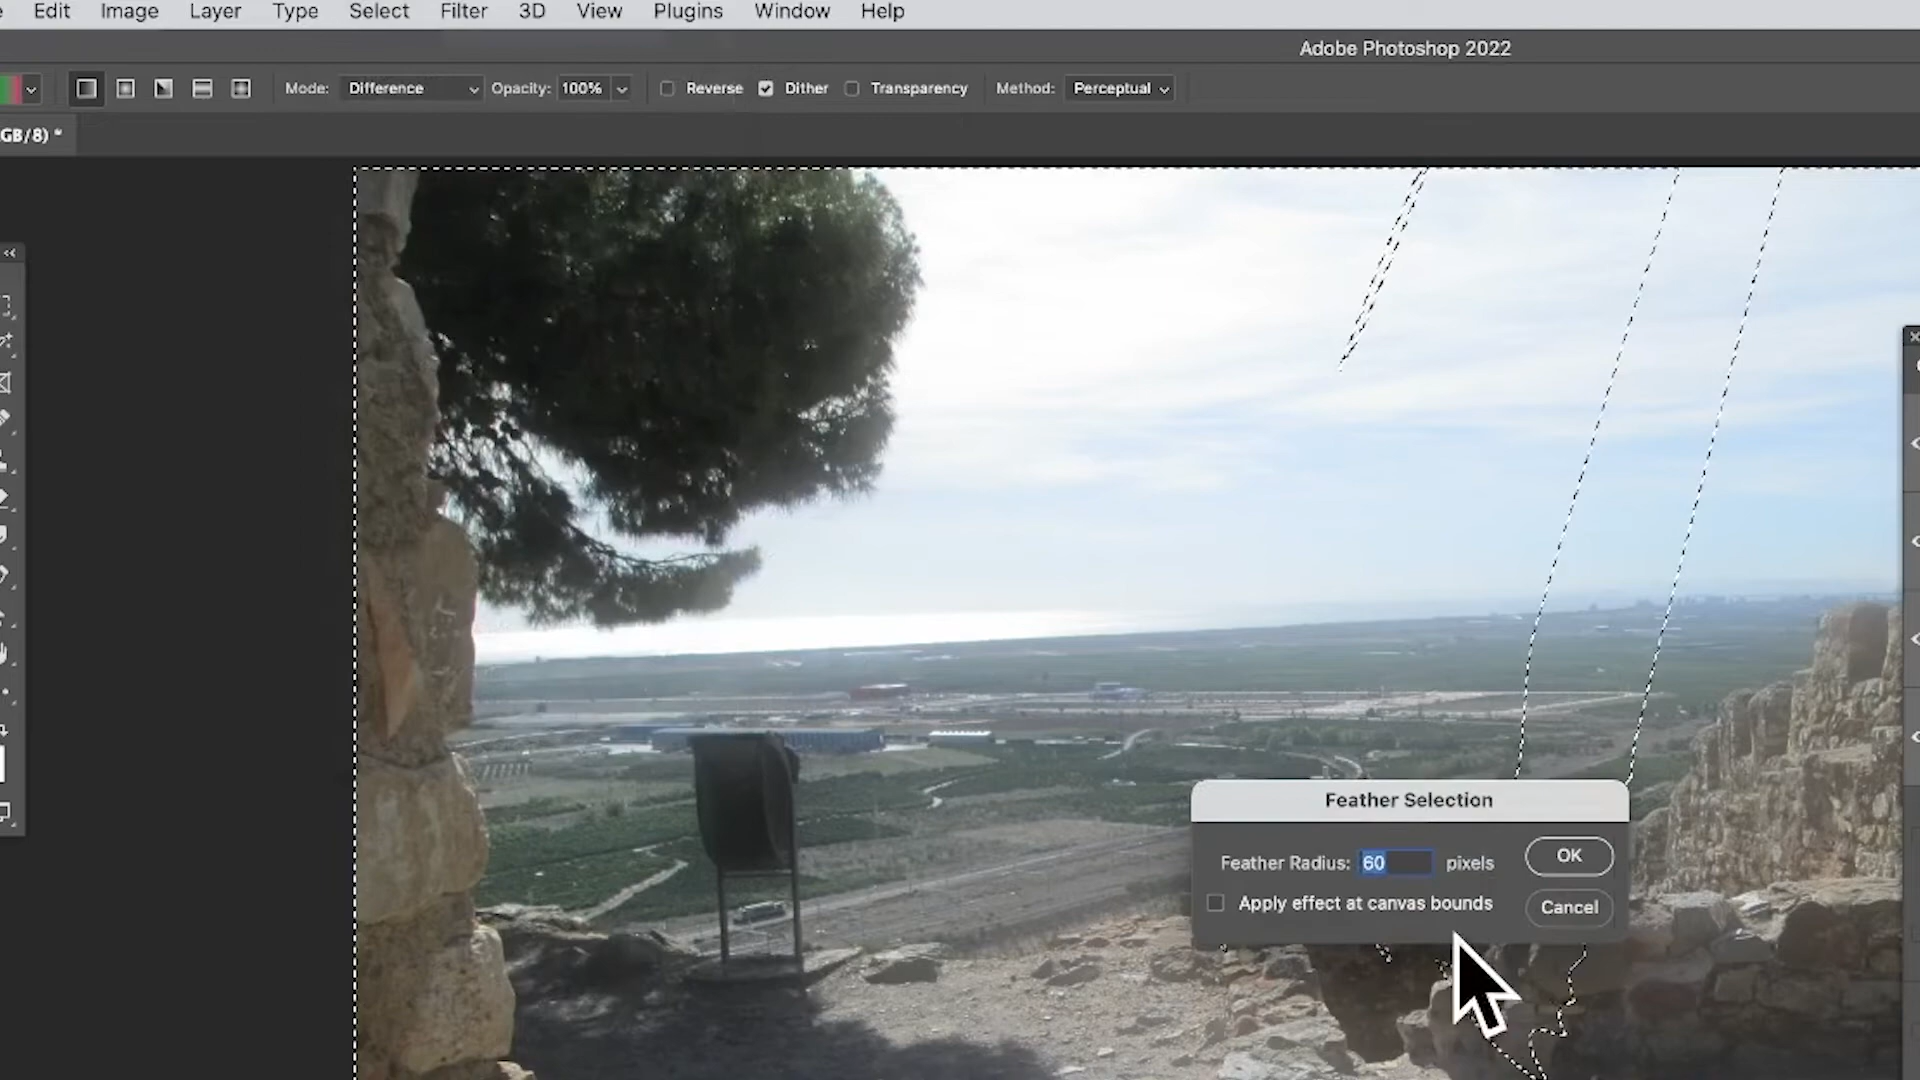 Edit Image Layer Type Select Filter 3D View Plugins Window Help
Adobe Photoshop 2022
Mode: Difference Opacity: 100% Reverse Dither Transparency Method: Perceptual
GB/8) *
Feather Selection
Feather Radius: 60 pixels OK
Apply effect at canvas bounds Cancel